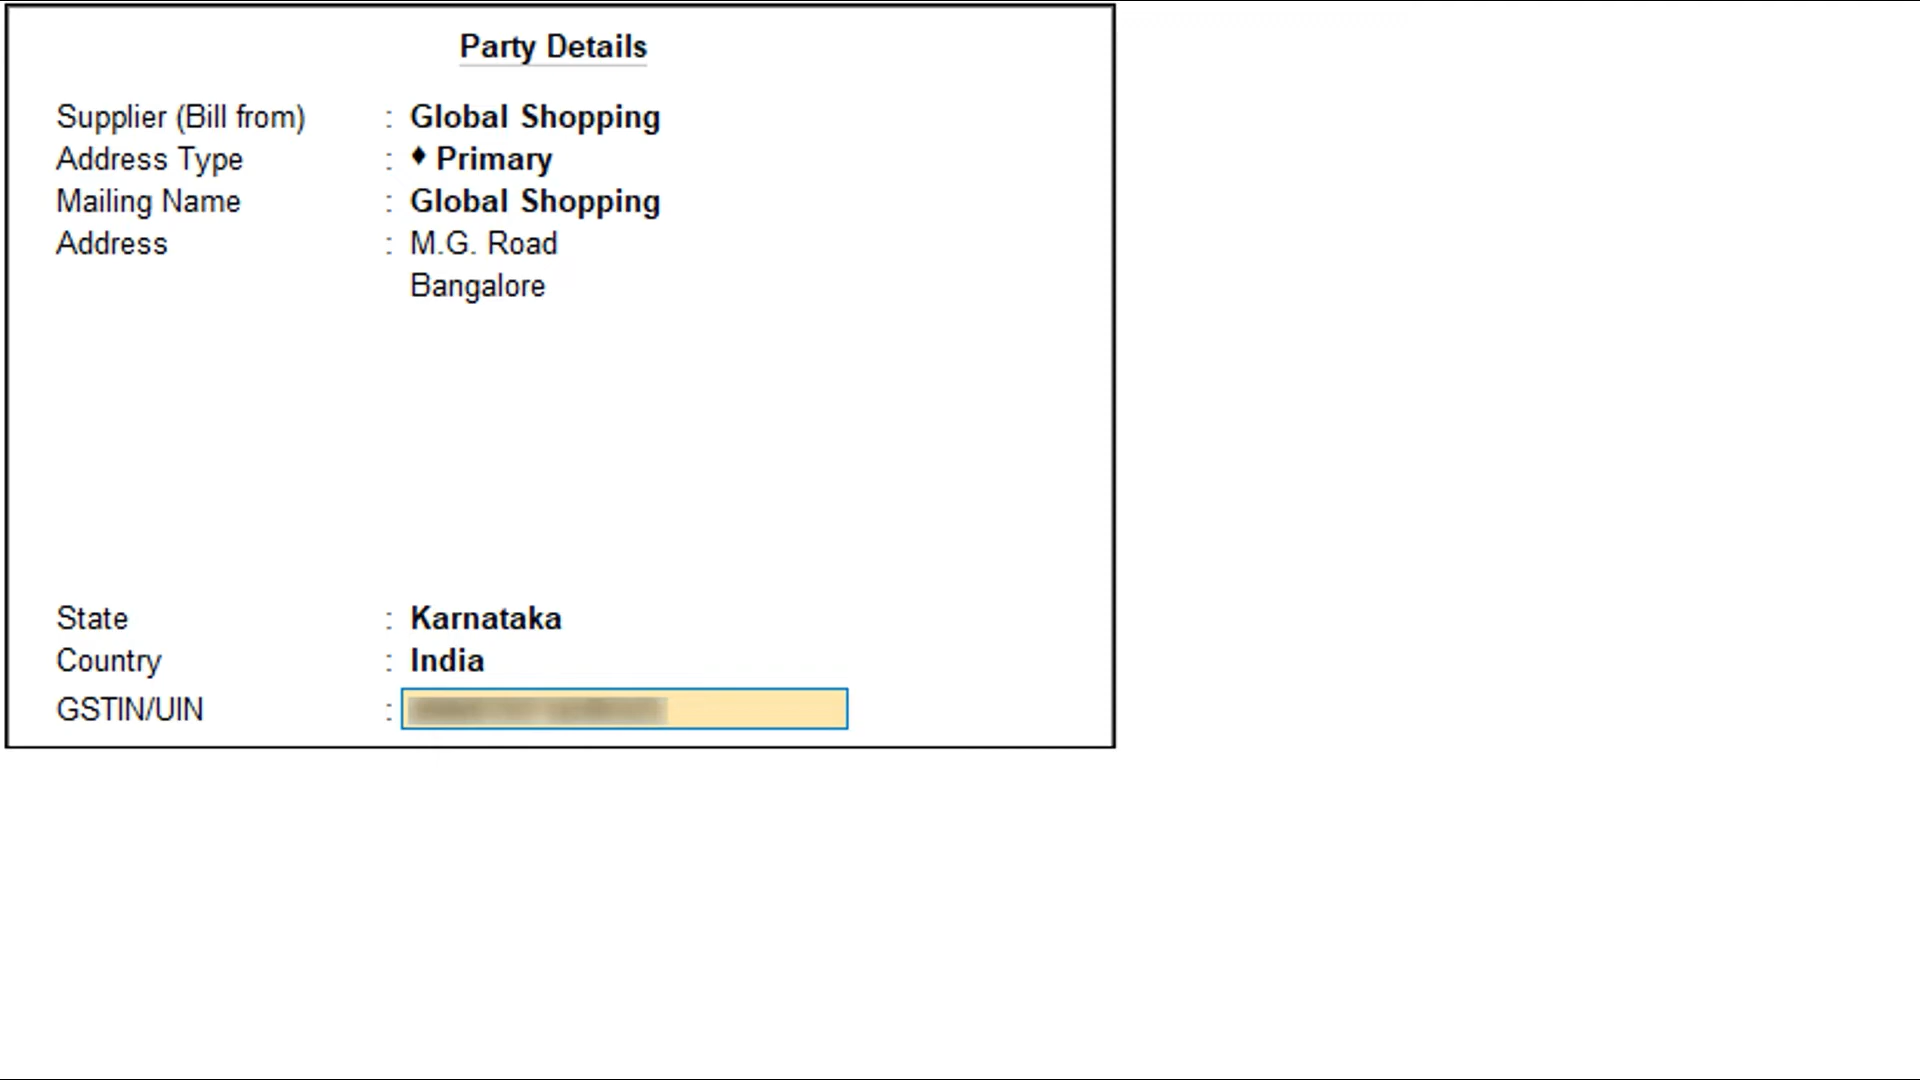 Party Details
Supplier (Bill from) : Global Shopping
Address Type : ♦ Primary
Mailing Name : Global Shopping
Address : M.G. Road
Bangalore
State : Karnataka
Country : India
GSTIN/UIN :